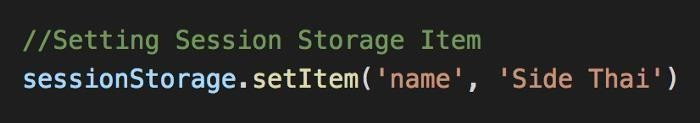 //Setting Session Storage Item
sessionStorage.setItem('name', 'Side Thai')